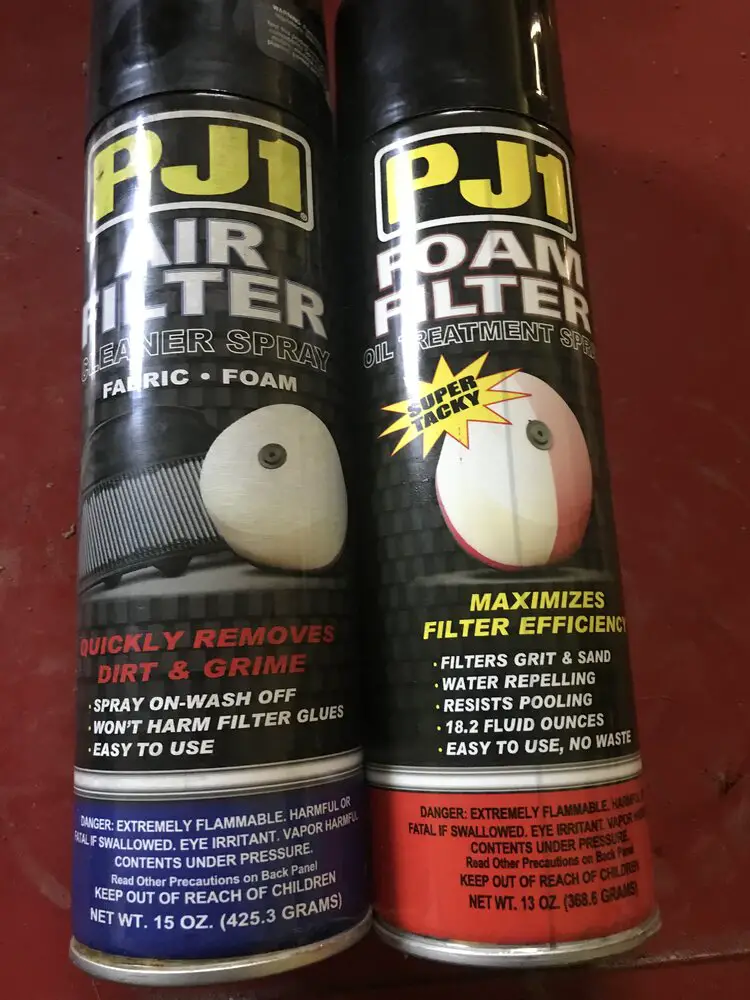 WARNING:
PJ1
AIR
FILTER
CLEANER SPRAY
FABRIC • FOAM
QUICKLY REMOVES
DIRT & GRIME
• SPRAY ON-WASH OFF
• WON'T HARM FILTER GLUES
• EASY TO USE
DANGER: EXTREMELY FLAMMABLE. HARMFUL OR
FATAL IF SWALLOWED. EYE IRRITANT. VAPOR HARMFUL.
CONTENTS UNDER PRESSURE.
Read Other Precautions on Back Panel
KEEP OUT OF REACH OF CHILDREN
NET WT. 15 OZ. (425.3 GRAMS)
PJ1
FOAM
FILTER
OIL TREATMENT SPR
SUPER
TACKY
MAXIMIZES
FILTER EFFICIENCY
• FILTERS GRIT & SAND
• WATER REPELLING
• RESISTS POOLING
• 18.2 FLUID OUNCES
• EASY TO USE, NO WASTE
DANGER: EXTREMELY FLAMMABLE. HARMFUL
FATAL IF SWALLOWED. EYE IRRITANT. VAPOR HARM
CONTENTS UNDER PRESSURE.
Read Other Precautions on Back Panel
KEEP OUT OF REACH OF CHILDREN
NET WT. 13 OZ. (368.6 GRAMS)